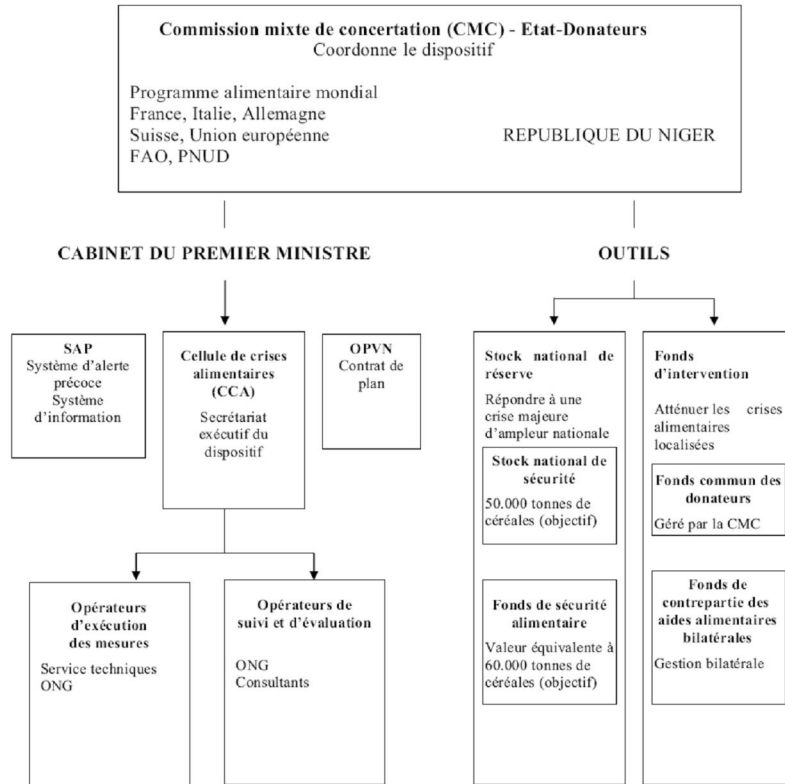 Commission mixte de concertation (CMC) - Etat-Donateurs
Coordonne le dispositif
Programme alimentaire mondial
France, Italie, Allemagne
Suisse, Union européenne
FAO, PNUD
REPUBLIQUE DU NIGER
CABINET DU PREMIER MINISTRE
OUTILS
SAP
Système d'alerte
précoce
Système
d'information
Cellule de crises
alimentaires
(CCA)
Secrétariat
exécutif du
dispositif
OPVN
Contrat de
plan
Opérateurs
d'exécution
des mesures
Service techniques
ONG
Opérateurs de
suivi et d'évaluation
ONG
Consultants
Stock national de
réserve
Répondre à une
crise majeure
d'ampleur nationale
Stock national de
sécurité
50.000 tonnes de
céréales (objectif)
Fonds de sécurité
alimentaire
Valeur équivalente à
60.000 tonnes de
céréales (objectif)
Fonds
d'intervention
Atténuer les crises
alimentaires
localisées
Fonds commun des
donateurs
Géré par la CMC
Fonds de
contrepartie des
aides alimentaires
bilatérales
Gestion bilatérale